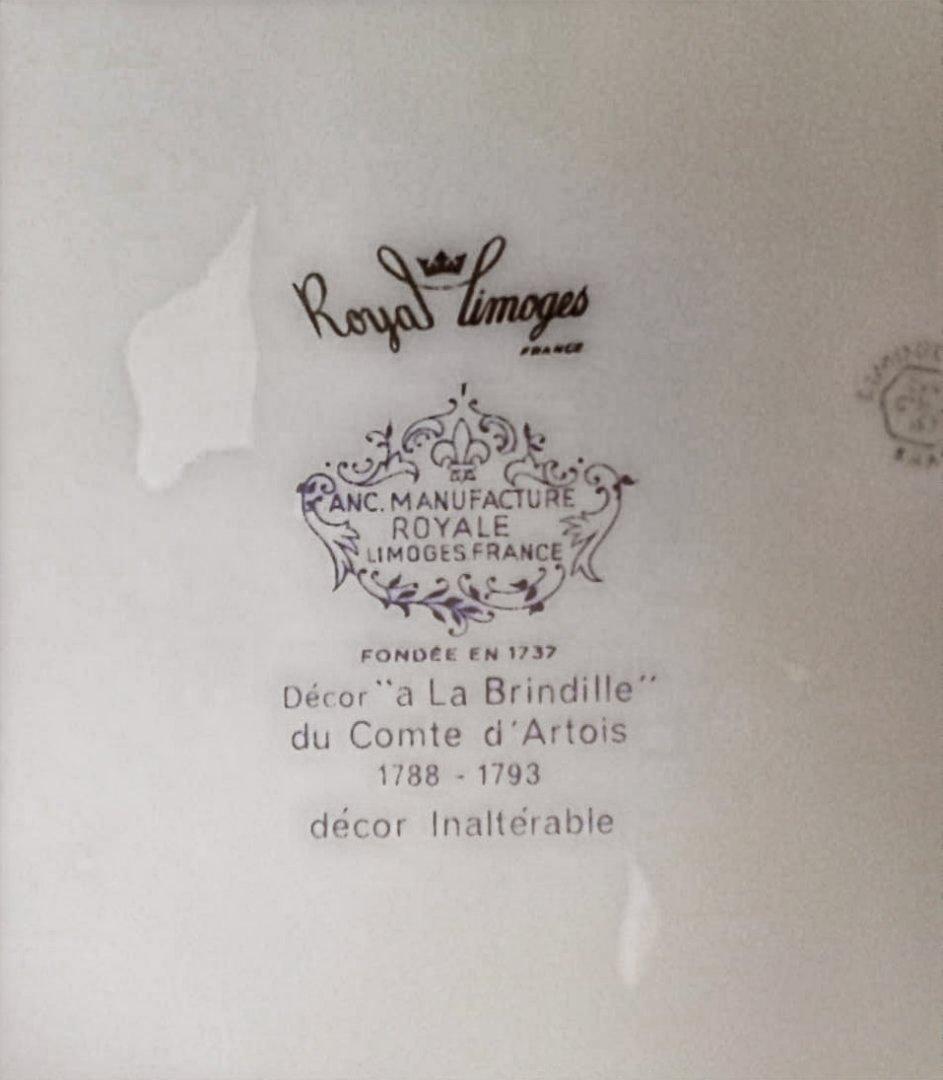 Royal Limoges
FRANCE
ANC. MANUFACTURE
ROYALE
LIMOGES FRANCE
FONDÉE EN 1737
Décor "a La Brindille"
du Comte d'Artois
1788 - 1793
décor Inaltérable